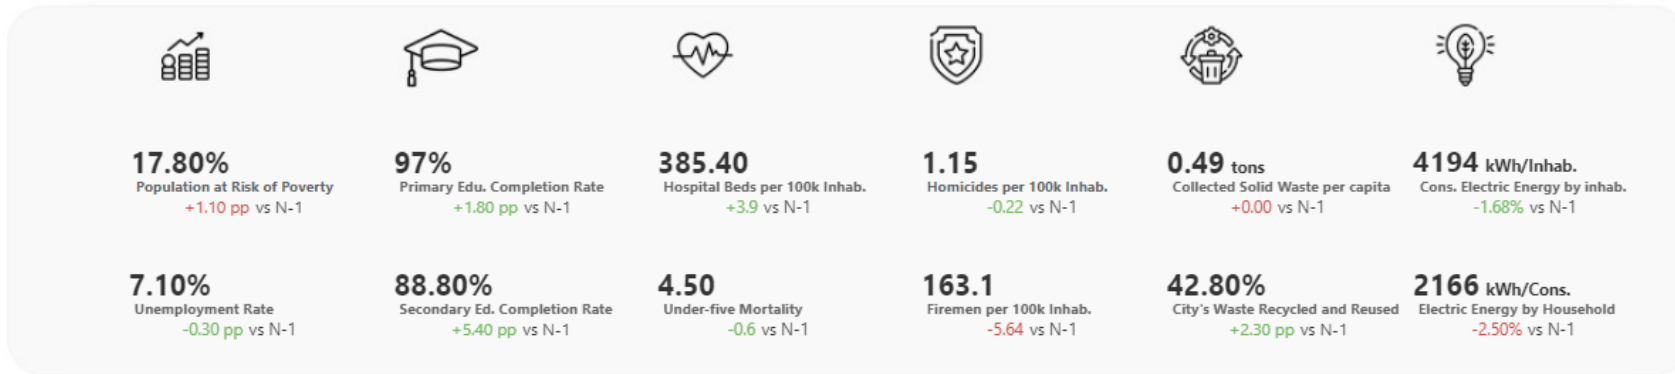 17.80%
Population at Risk of Poverty
+1.10 pp vs N-1
97%
Primary Edu. Completion Rate
+1.80 pp vs N-1
385.40
Hospital Beds per 100k Inhab.
+3.9 vs N-1
1.15
Homicides per 100k Inhab.
-0.22 vs N-1
0.49 tons
Collected Solid Waste per capita
+0.00 vs N-1
4194 kWh/Inhab.
Cons. Electric Energy by inhab.
-1.68% vs N-1
7.10%
Unemployment Rate
-0.30 pp vs N-1
88.80%
Secondary Ed. Completion Rate
+5.40 pp vs N-1
4.50
Under-five Mortality
-0.6 vs N-1
163.1
Firemen per 100k Inhab.
-5.64 vs N-1
42.80%
City's Waste Recycled and Reused
+2.30 pp vs N-1
2166 kWh/Cons.
Electric Energy by Household
-2.50% vs N-1